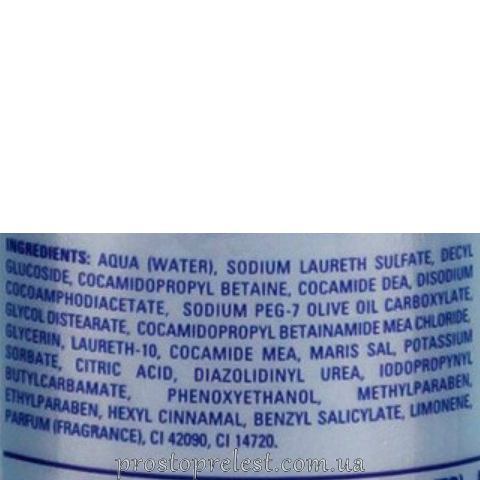 INGREDIENTS: AQUA (WATER), SODIUM LAURETH SULFATE, DECYL
GLUCOSIDE, COCAMIDOPROPYL BETAINE, COCAMIDE DEA, DISODIUM
COCOAMPHODIACETATE, SODIUM PEG-7 OLIVE OIL CARBOXYLATE,
GLYCOL DISTEARATE, COCAMIDOPROPYL BETAINAMIDE MEA CHLORIDE,
GLYCERIN, LAURETH-10, COCAMIDE MEA, MARIS SAL, POTASSIUM
SORBATE, CITRIC ACID, DIAZOLIDINYL UREA, IODOPROPYNYL
BUTYLCARBAMATE, PHENOXYETHANOL, METHYLPARABEN,
ETHYLPARABEN, HEXYL CINNAMAL, BENZYL SALICYLATE, LIMONENE,
PARFUM (FRAGRANCE), CI 42090, CI 14720.
prostoprelest.com.ua